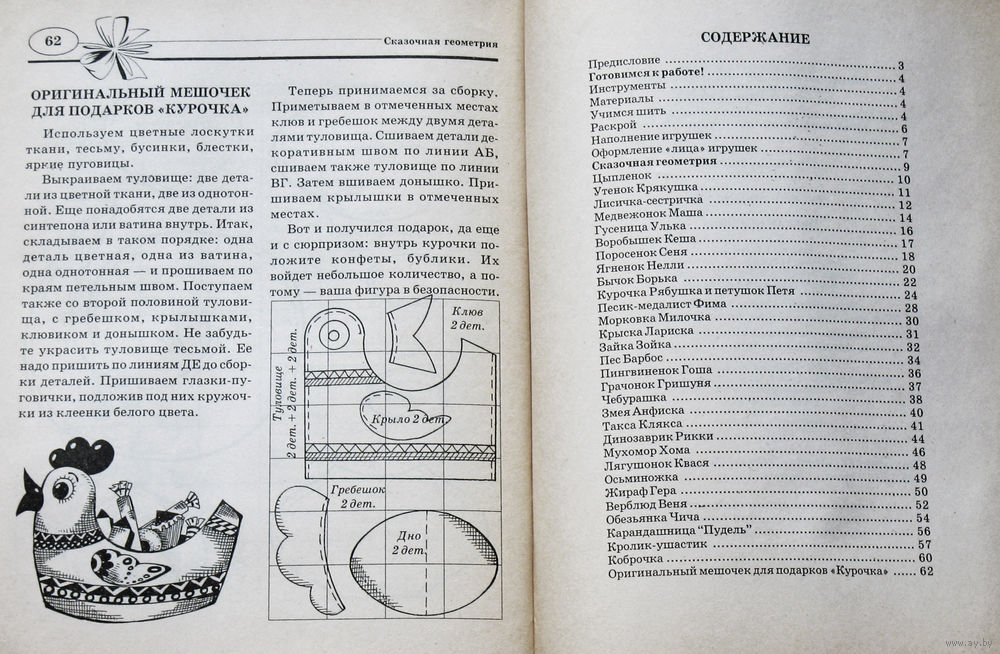 62
Сказочная геометрия
ОРИГИНАЛЬНЫЙ МЕШОЧЕК
ДЛЯ ПОДАРКОВ «КУРОЧКА»
Используем цветные лоскутки
ткани, тесьму, бусинки, блестки,
яркие пуговицы.
Выкраиваем туловище: две дета-
ли из цветной ткани, две из однотон-
ной. Еще понадобятся две детали из
синтепона или ватина внутрь. Итак,
складываем в таком порядке: одна
деталь цветная, одна из ватина,
одна однотонная — и прошиваем по
краям петельным швом. Поступаем
также со второй половиной тулови-
ща, с гребешком, крылышками,
клювиком и донышком. Не забудь-
те украсить туловище тесьмой. Ее
надо пришить по линиям ДЕ до сбор-
ки деталей. Пришиваем глазки-пу-
говички, подложив под них кружоч-
ки из клеенки белого цвета.
Теперь принимаемся за сборку.
Приметываем в отмеченных местах
клюв и гребешок между двумя дета-
лями туловища. Сшиваем детали де-
коративным швом по линии АБ,
сшиваем также туловище по линии
ВГ. Затем вшиваем донышко. При-
шиваем крылышки в отмеченных
местах.
Вот и получился подарок, да еще
и с сюрпризом: внутрь курочки по-
ложите конфеты, бублики. Их
войдет небольшое количество, а по-
тому — ваша фигура в безопасности.
Клюв
2 дет.
Туловище
2 дет. + 2 дет. + 2 дет.
Крыло 2 дет.
Гребешок
2 дет.
Дно
2 дет.
СОДЕРЖАНИЕ
Предисловие ... 3
Готовимся к работе! ... 4
Инструменты ... 4
Материалы ... 4
Учимся шить ... 4
Раскрой ... 6
Наполнение игрушек ... 7
Оформление «лица» игрушек ... 7
Сказочная геометрия ... 9
Цыпленок ... 10
Утенок Крякушка ... 11
Лисичка-сестричка ... 12
Медвежонок Маша ... 14
Гусеница Улька ... 16
Воробышек Кеша ... 17
Поросенок Сеня ... 18
Ягненок Нелли ... 20
Бычок Борька ... 22
Курочка Рябушка и петушок Петя ... 24
Песик-медалист Фима ... 28
Морковка Милочка ... 30
Крыска Лариска ... 31
Зайка Зойка ... 32
Пес Барбос ... 34
Пингвиненок Гоша ... 36
Грачонок Гришуня ... 37
Чебурашка ... 38
Змея Анфиска ... 40
Такса Клякса ... 41
Динозаврик Рикки ... 44
Мухомор Хома ... 46
Лягушонок Квася ... 48
Осьминожка ... 49
Жираф Гера ... 50
Верблюд Веня ... 52
Обезьянка Чича ... 54
Карандашница "Пудель" ... 56
Кролик-ушастик ... 57
Коброчка ... 60
Оригинальный мешочек для подарков «Курочка» ...... 62
www.ay.by